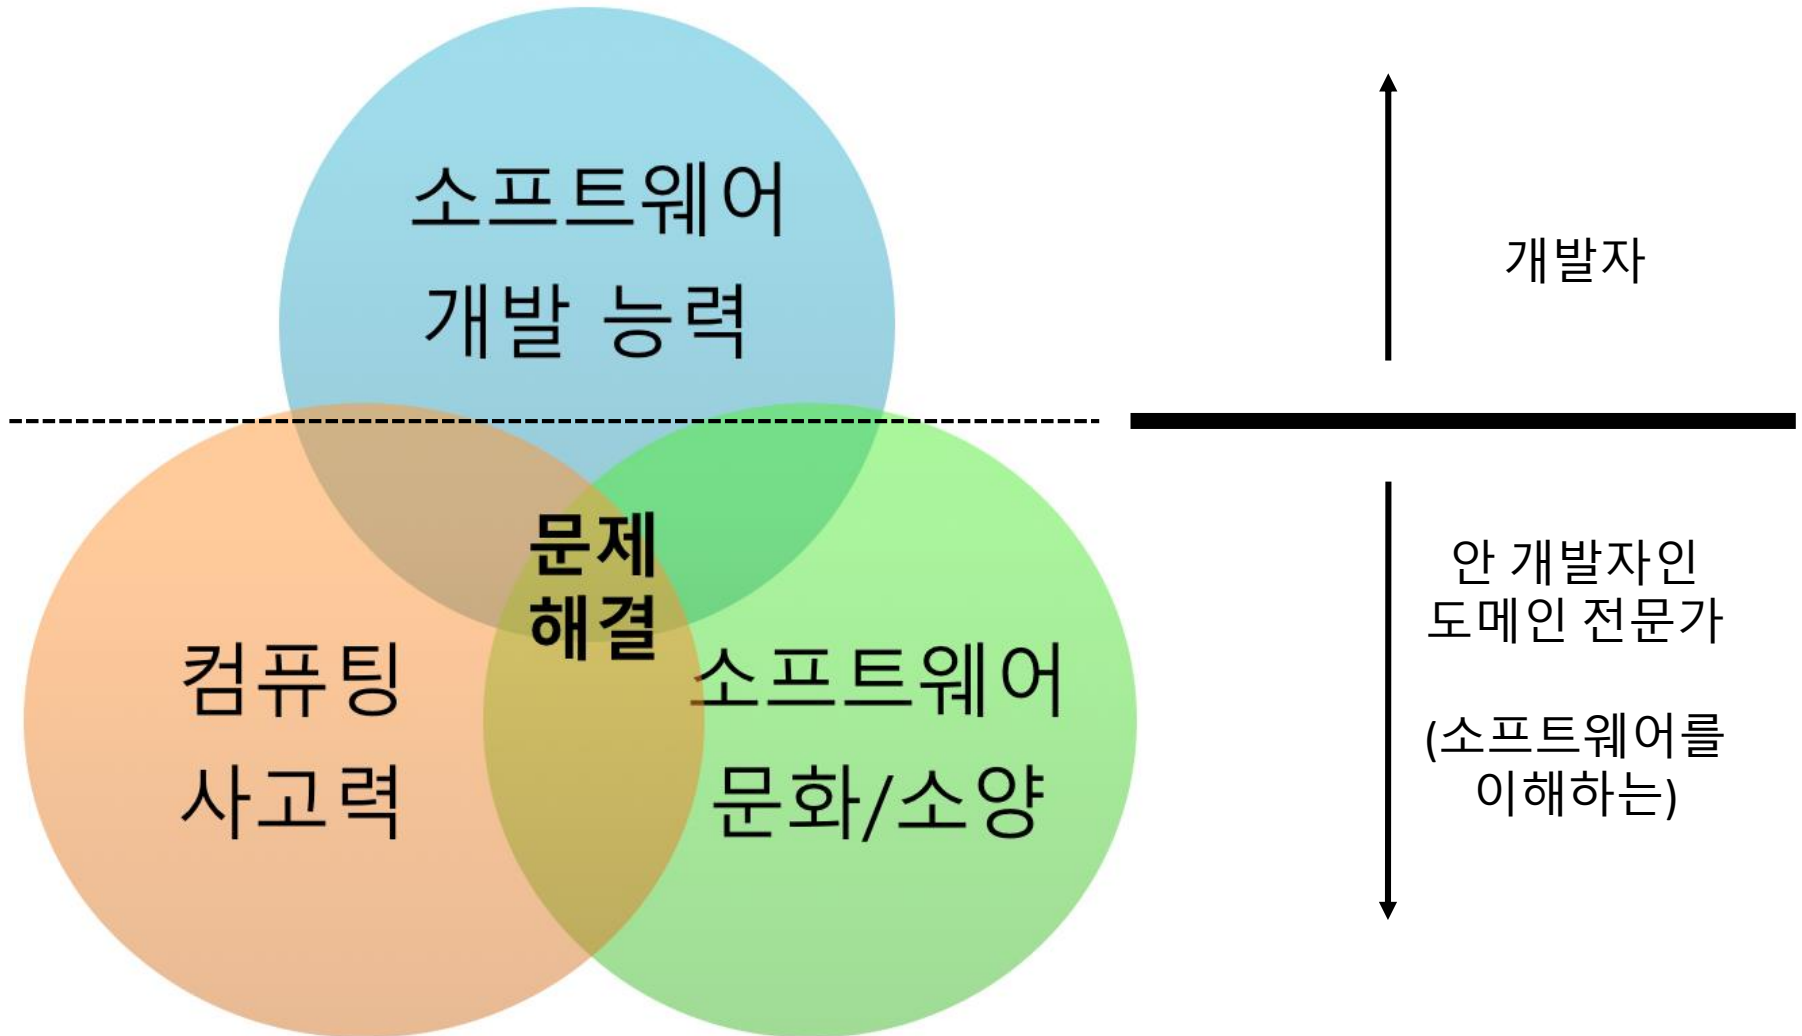 소프트웨어
개발 능력
개발자
문제
해결
컴퓨팅
사고력
소프트웨어
문화/소양
안 개발자인
도메인 전문가
(소프트웨어를
이해하는)